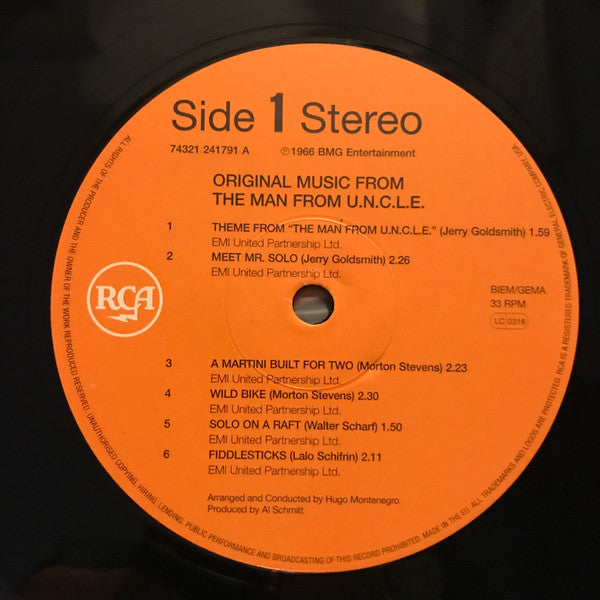 Side 1 Stereo
74321 241791 A ℗1966 BMG Entertainment
ORIGINAL MUSIC FROM
THE MAN FROM U.N.C.L.E.
1 THEME FROM "THE MAN FROM U.N.C.L.E." (Jerry Goldsmith) 1.59
EMI United Partnership Ltd.
2 MEET MR. SOLO (Jerry Goldsmith) 2.26
EMI United Partnership Ltd.
RCA
BIEM/GEMA
33 RPM
LC 0316
3 A MARTINI BUILT FOR TWO (Morton Stevens) 2.23
EMI United Partnership Ltd.
4 WILD BIKE (Morton Stevens) 2.30
EMI United Partnership Ltd.
5 SOLO ON A RAFT (Walter Scharf) 1.50
EMI United Partnership Ltd.
6 FIDDLESTICKS (Lalo Schifrin) 2.11
EMI United Partnership Ltd.
Arranged and Conducted by Hugo Montenegro
Produced by Al Schmitt
ALL RIGHTS OF THE PRODUCER AND THE OWNER OF THE WORK REPRODUCED RESERVED. UNAUTHORISED COPYING, HIRING, LENDING, PUBLIC PERFORMANCE AND BROADCASTING OF THIS RECORD PROHIBITED. MADE IN THE EU. ALL TRADEMARKS AND LOGOS ARE PROTECTED. RCA IS A REGISTERED TRADEMARK OF GENERAL ELECTRIC COMPANY USA